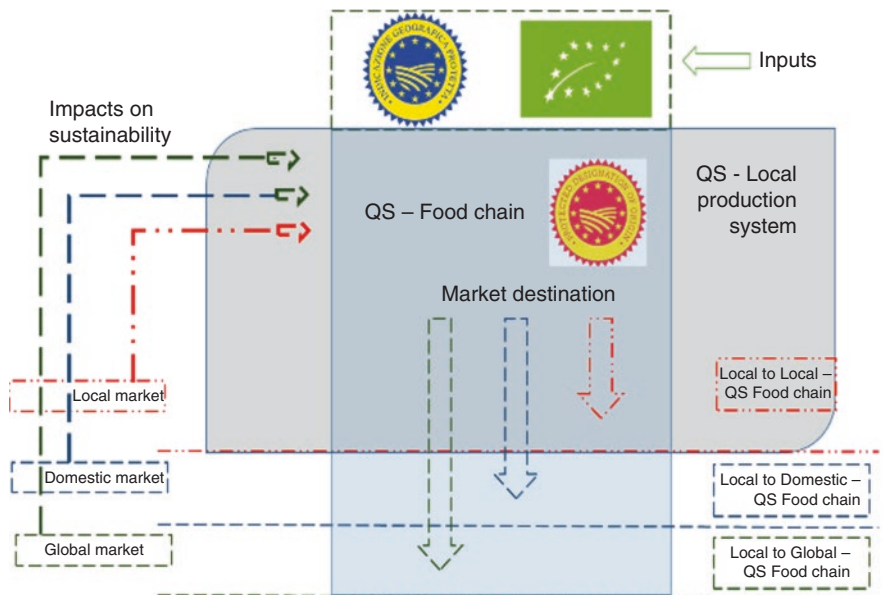 INDICAZIONE GEOGRAFICA PROTETTA
Inputs
Impacts on
sustainability
QS – Food chain
PROTECTED DESIGNATION OF ORIGIN
QS - Local
production
system
Market destination
Local market
Local to Local –
QS Food chain
Domestic market
Local to Domestic –
QS Food chain
Global market
Local to Global –
QS Food chain